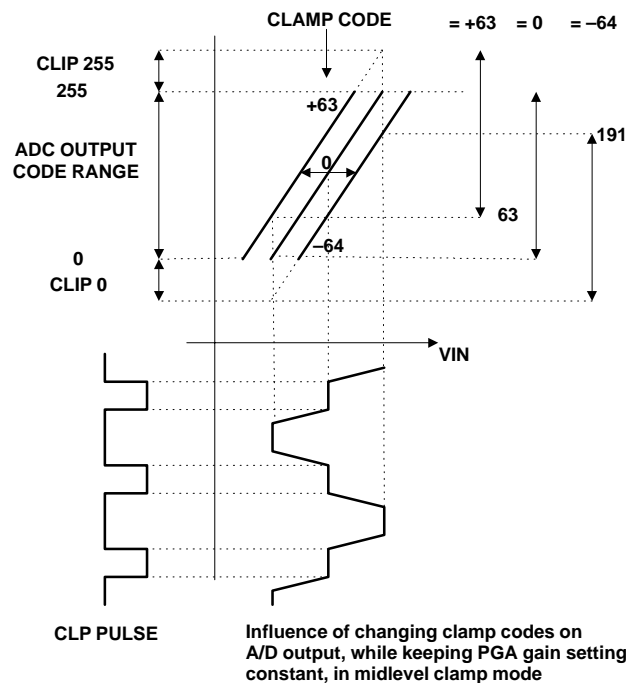 CLAMP CODE
= +63 = 0 = –64
CLIP 255
255
+63
191
ADC OUTPUT
CODE RANGE
0
63
–64
0
CLIP 0
VIN
CLP PULSE
Influence of changing clamp codes on
A/D output, while keeping PGA gain setting
constant, in midlevel clamp mode